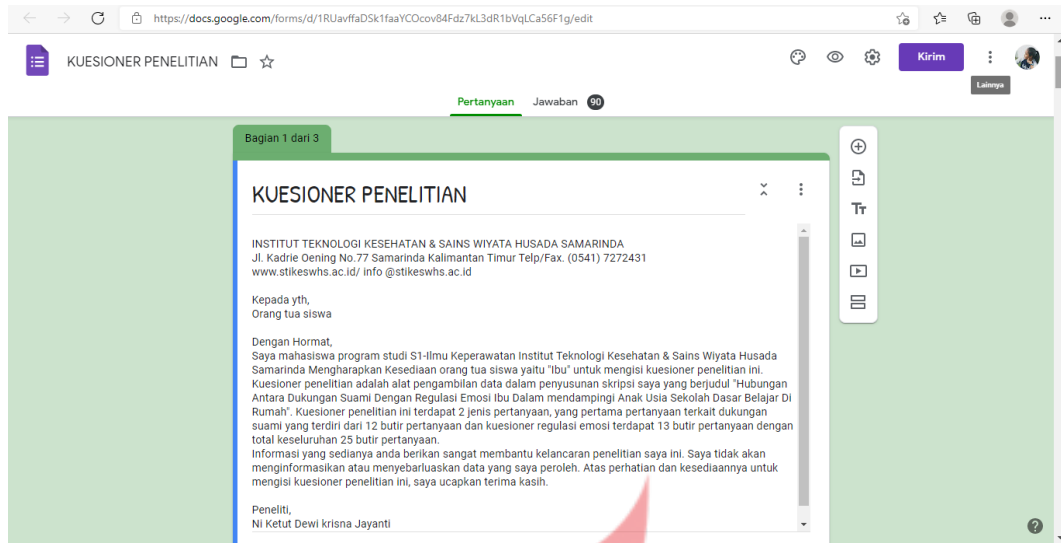 https://docs.google.com/forms/d/1RUavffaDSk1faaYCOcov84Fdz7kL3dR1bVqLCa56F1g/edit
KUESIONER PENELITIAN
Kirim
Lainnya
Pertanyaan Jawaban 90
Bagian 1 dari 3
KUESIONER PENELITIAN
INSTITUT TEKNOLOGI KESEHATAN & SAINS WIYATA HUSADA SAMARINDA
Jl. Kadrie Oening No.77 Samarinda Kalimantan Timur Telp/Fax. (0541) 7272431
www.stikeswhs.ac.id/ info @stikeswhs.ac.id
Kepada yth,
Orang tua siswa
Dengan Hormat,
Saya mahasiswa program studi S1-Ilmu Keperawatan Institut Teknologi Kesehatan & Sains Wiyata Husada
Samarinda Mengharapkan Kesediaan orang tua siswa yaitu "Ibu" untuk mengisi kuesioner penelitian ini.
Kuesioner penelitian adalah alat pengambilan data dalam penyusunan skripsi saya yang berjudul "Hubungan
Antara Dukungan Suami Dengan Regulasi Emosi Ibu Dalam mendampingi Anak Usia Sekolah Dasar Belajar Di
Rumah". Kuesioner penelitian ini terdapat 2 jenis pertanyaan, yang pertama pertanyaan terkait dukungan
suami yang terdiri dari 12 butir pertanyaan dan kuesioner regulasi emosi terdapat 13 butir pertanyaan dengan
total keseluruhan 25 butir pertanyaan.
Informasi yang sedianya anda berikan sangat membantu kelancaran penelitian saya ini. Saya tidak akan
menginformasikan atau menyebarluaskan data yang saya peroleh. Atas perhatian dan kesediaannya untuk
mengisi kuesioner penelitian ini, saya ucapkan terima kasih.
Peneliti,
Ni Ketut Dewi krisna Jayanti